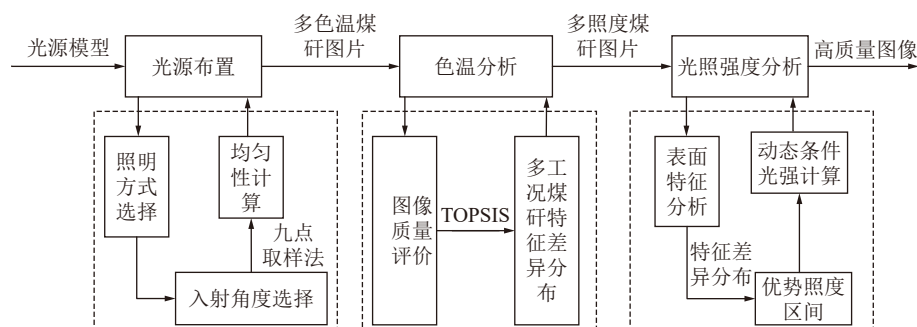 光源模型
光源布置
多色温煤
矸图片
色温分析
多照度煤
矸图片
光照强度分析
高质量图像
照明
方式
选择
均匀
性计
算
九点
取样法
入射角度选择
图像
质量
评价
TOPSIS
多工
况煤
矸特
征差
异分
布
表面
特征
分析
动态条件
光强计算
特征差
异分布
优势照度
区间